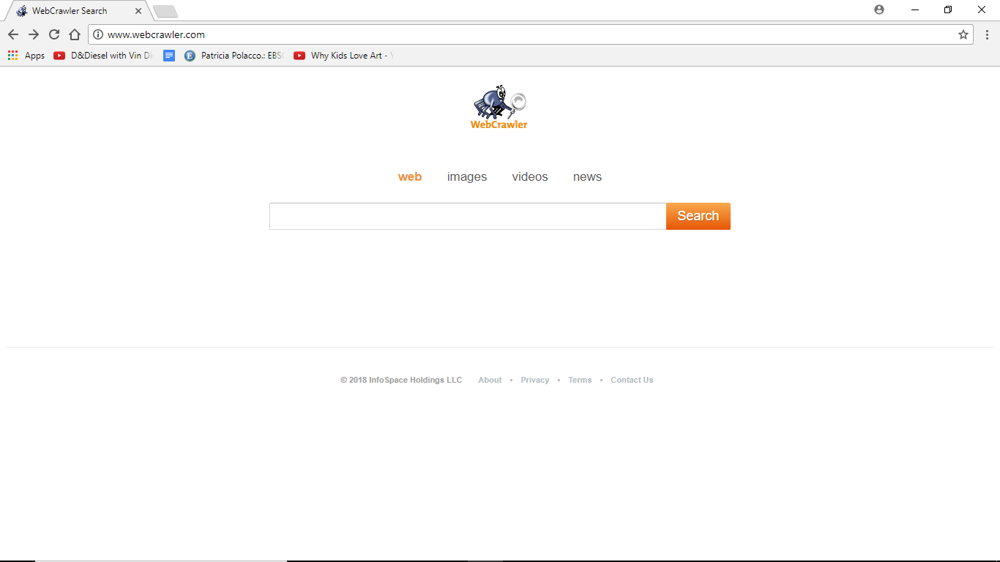 WebCrawler Search
www.webcrawler.com
Apps
D&Diesel with Vin Di
Patricia Polacco.: EBS
Why Kids Love Art -
WebCrawler
web images videos news
Search
© 2018 InfoSpace Holdings LLC About • Privacy • Terms • Contact Us